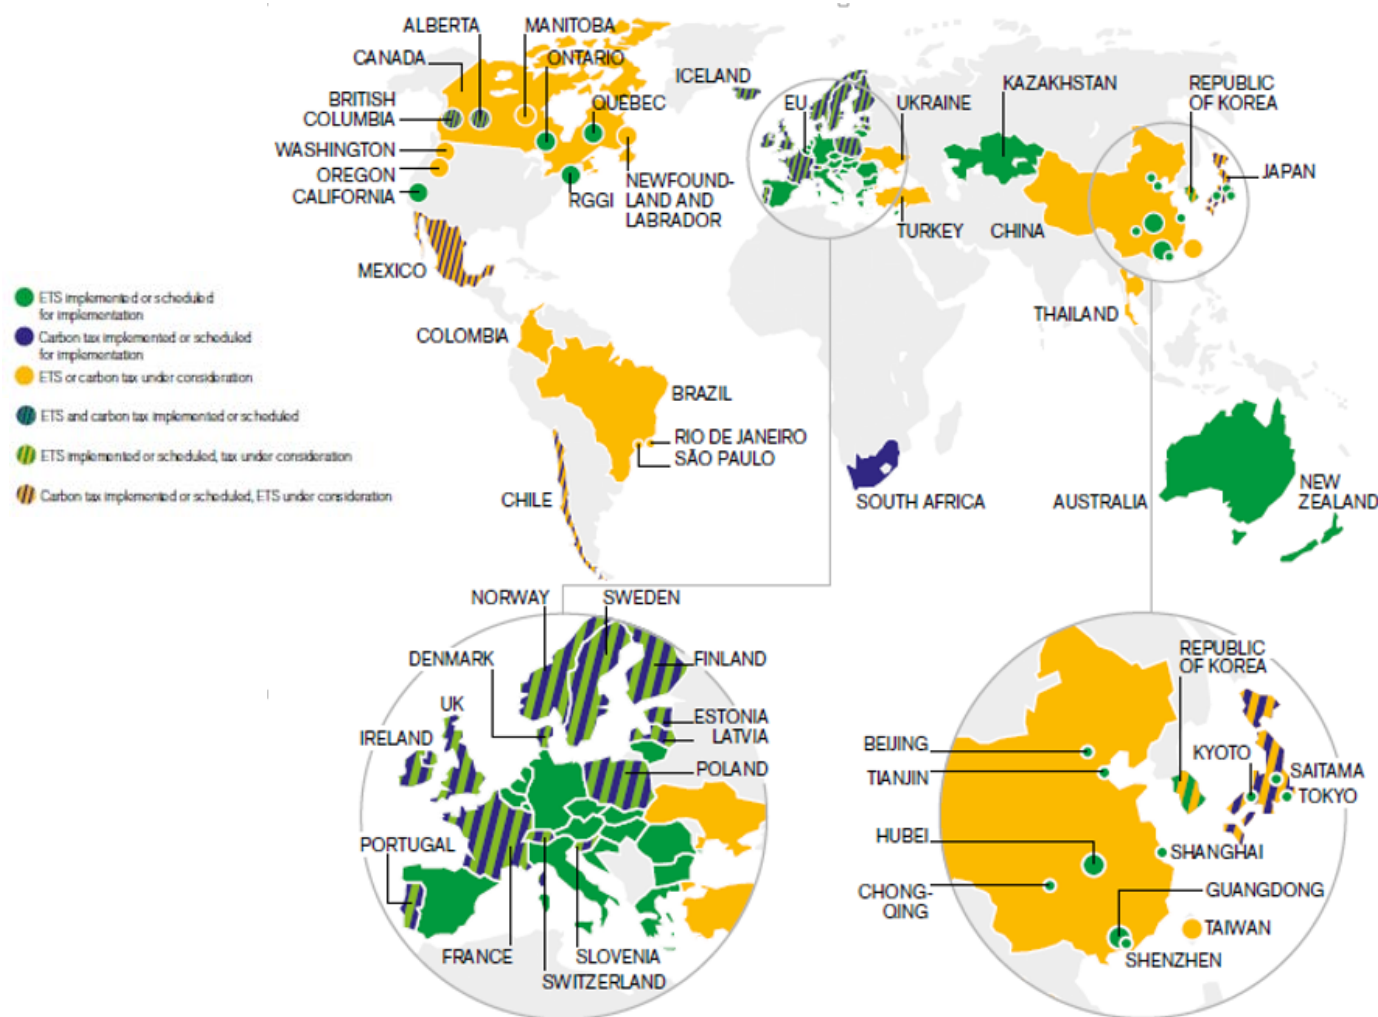 ALBERTA
MANITOBA
CANADA
ONTARIO
BRITISH
COLUMBIA
QUEBEC
WASHINGTON
OREGON
CALIFORNIA
RGGI
NEWFOUND-
LAND AND
LABRADOR
MEXICO
ICELAND
EU
UKRAINE
KAZAKHSTAN
REPUBLIC
OF KOREA
JAPAN
TURKEY
CHINA
THAILAND
ETS implemented or scheduled
for implementation
Carbon tax implemented or scheduled
for implementation
ETS or carbon tax under consideration
ETS and carbon tax implemented or scheduled
ETS implemented or scheduled, tax under consideration
Carbon tax implemented or scheduled, ETS under consideration
COLOMBIA
BRAZIL
RIO DE JANEIRO
SÃO PAULO
CHILE
SOUTH AFRICA
AUSTRALIA
NEW
ZEALAND
NORWAY
SWEDEN
DENMARK
FINLAND
UK
IRELAND
ESTONIA
LATVIA
POLAND
PORTUGAL
FRANCE
SLOVENIA
SWITZERLAND
REPUBLIC
OF KOREA
BEIJING
TIANJIN
KYOTO
SAITAMA
TOKYO
HUBEI
SHANGHAI
CHONG-
QING
GUANGDONG
TAIWAN
SHENZHEN